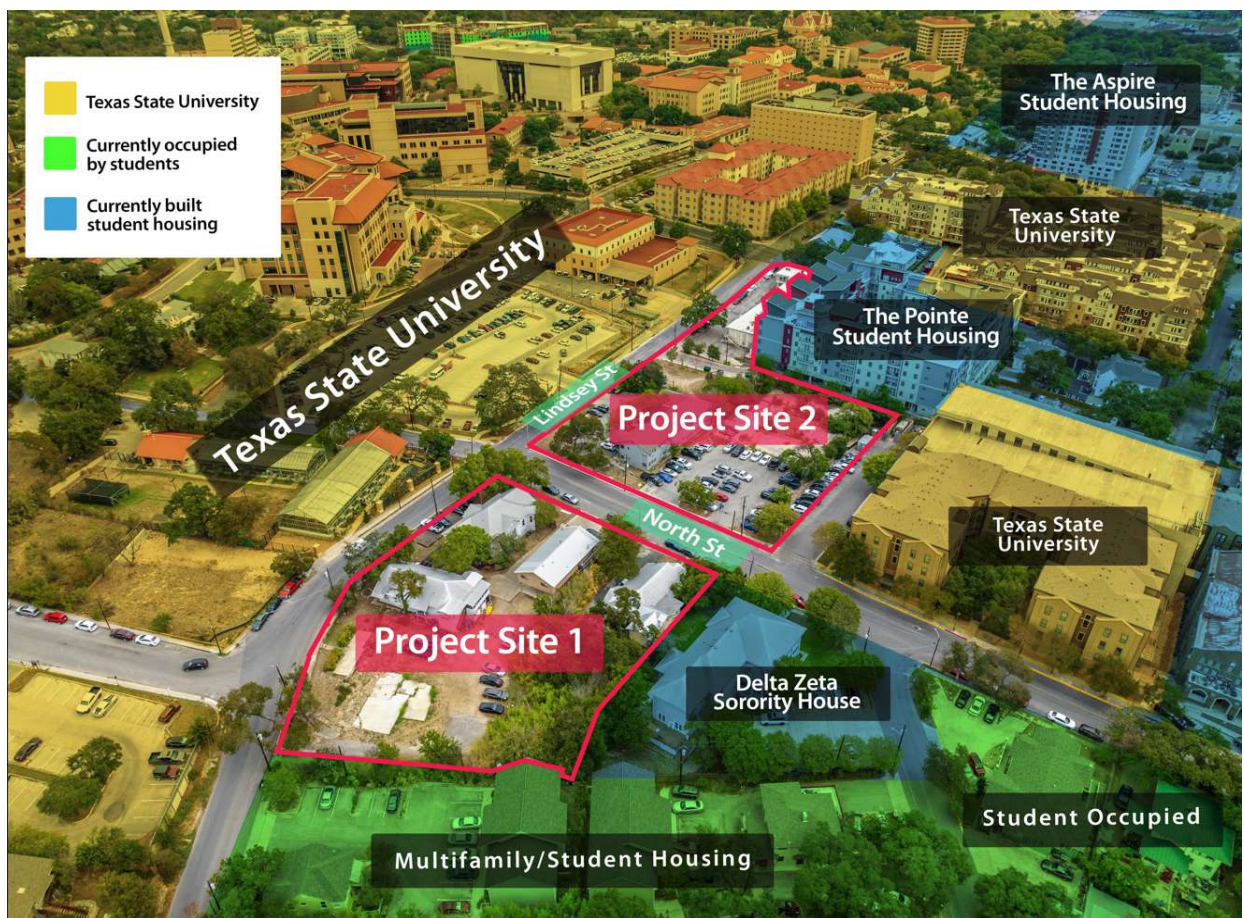 Texas State University
Currently occupied
by students
Currently built
student housing
The Aspire
Student Housing
Texas State
University
The Pointe
Student Housing
Texas State University
Lindsey St
Project Site 2
North St
Texas State
University
Project Site 1
Delta Zeta
Sorority House
Student Occupied
Multifamily/Student Housing